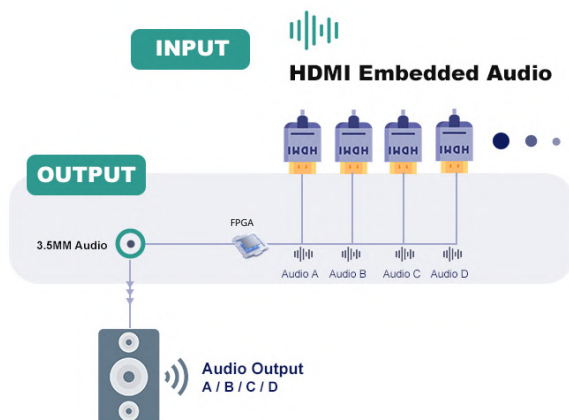 INPUT
HDMI Embedded Audio
HDMI HDMI HDMI HDMI
OUTPUT
FPGA
3.5MM Audio
Audio A Audio B Audio C Audio D
Audio Output
A / B / C / D